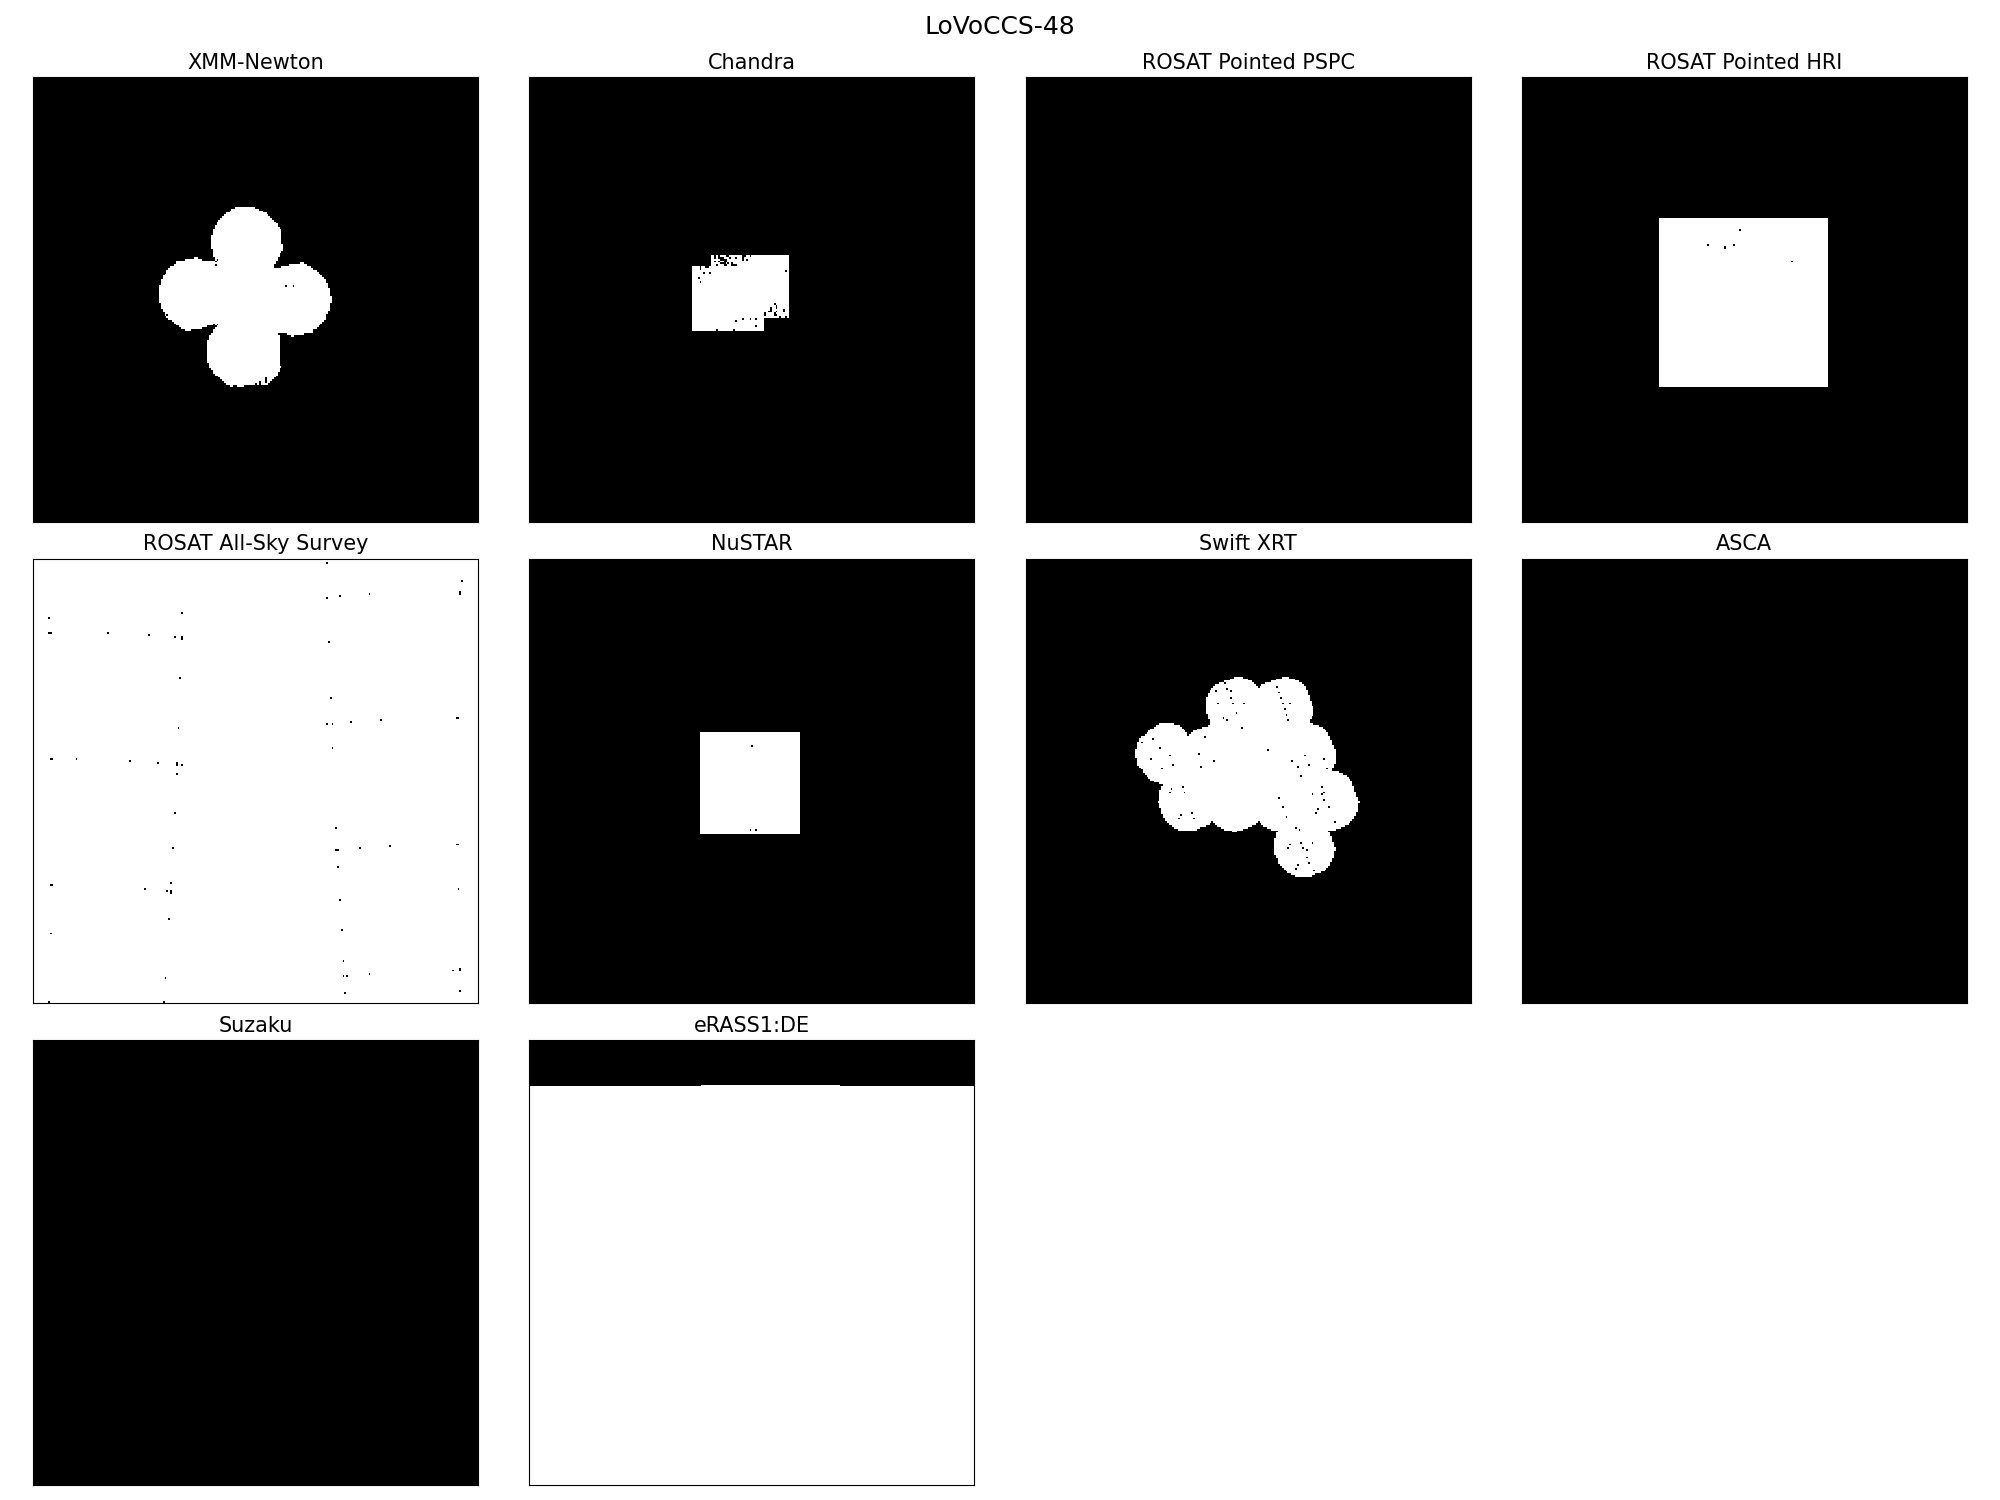 LoVoCCS-48
XMM-Newton
Chandra
ROSAT Pointed PSPC
ROSAT Pointed HRI
ROSAT All-Sky Survey
NuSTAR
Swift XRT
ASCA
Suzaku
eRASS1:DE